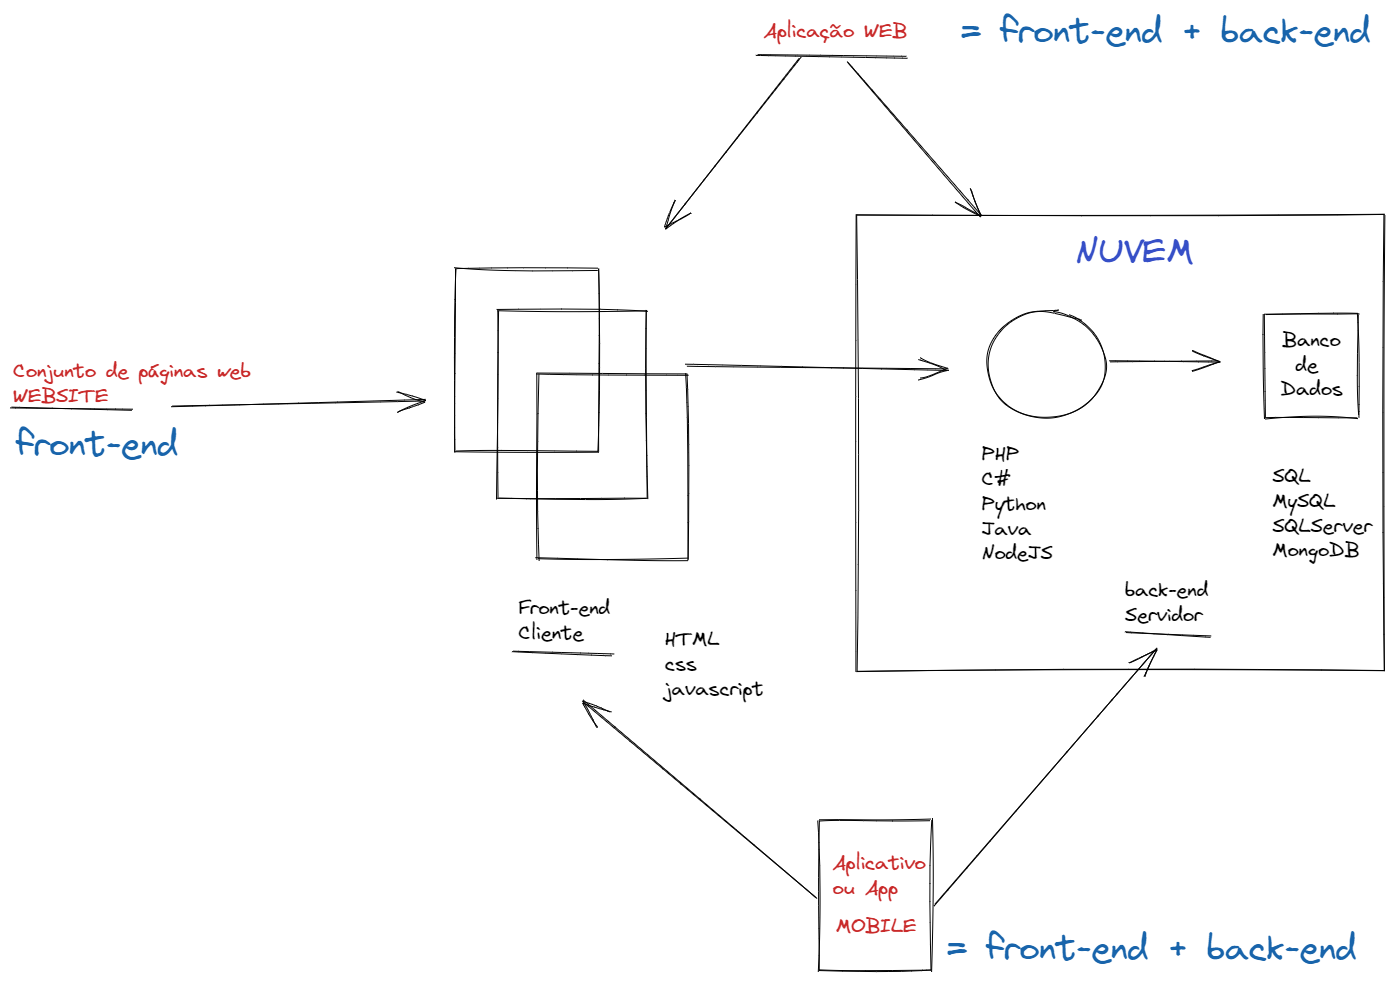 Aplicação WEB
= front-end + back-end
NUVEM
Conjunto de páginas web
WEBSITE
front-end
Banco
de
Dados
PHP
C#
Python
Java
NodeJS
SQL
MySQL
SQLServer
MongoDB
back-end
Servidor
Front-end
Cliente
HTML
css
javascript
Aplicativo
ou App
MOBILE
= front-end + back-end